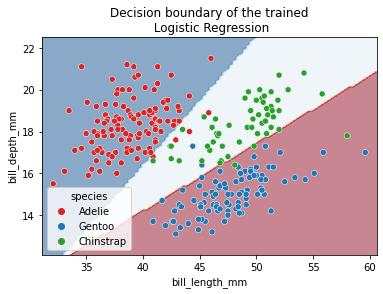 Decision boundary of the trained
Logistic Regression
bill_depth_mm
22
20
18
16
14
species
Adelie
Gentoo
Chinstrap
35
40
45
50
55
60
bill_length_mm